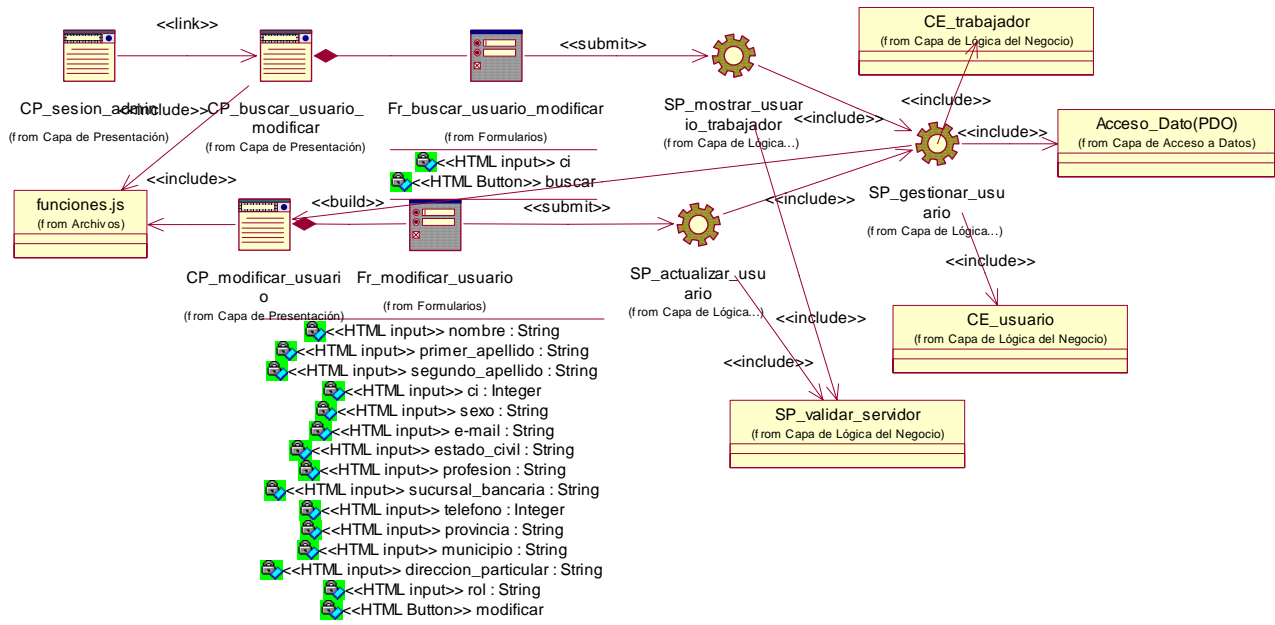 <<link>>
CP_sesion_admin
(from Capa de Presentación)
<<include>>
CP_buscar_usuario_
modificar
(from Capa de Presentación)
Fr_buscar_usuario_modificar
(from Formularios)
<<HTML input>> ci
<<HTML Button>> buscar
<<submit>>
SP_mostrar_usuar
io_trabajador
(from Capa de Lógica...)
<<include>>
CE_trabajador
(from Capa de Lógica del Negocio)
<<include>>
<<include>>
Acceso_Dato(PDO)
(from Capa de Acceso a Datos)
SP_gestionar_usu
ario
(from Capa de Lógica...)
<<include>>
funciones.js
(from Archivos)
<<include>>
CP_modificar_usuari
o
(from Capa de Presentación)
<<build>>
Fr_modificar_usuario
(from Formularios)
<<HTML input>> nombre : String
<<HTML input>> primer_apellido : String
<<HTML input>> segundo_apellido : String
<<HTML input>> ci : Integer
<<HTML input>> sexo : String
<<HTML input>> e-mail : String
<<HTML input>> estado_civil : String
<<HTML input>> profesion : String
<<HTML input>> sucursal_bancaria : String
<<HTML input>> telefono : Integer
<<HTML input>> provincia : String
<<HTML input>> municipio : String
<<HTML input>> direccion_particular : String
<<HTML input>> rol : String
<<HTML Button>> modificar
<<submit>>
SP_actualizar_usu
ario
(from Capa de Lógica...)
<<include>>
<<include>>
<<include>>
CE_usuario
(from Capa de Lógica del Negocio)
SP_validar_servidor
(from Capa de Lógica del Negocio)